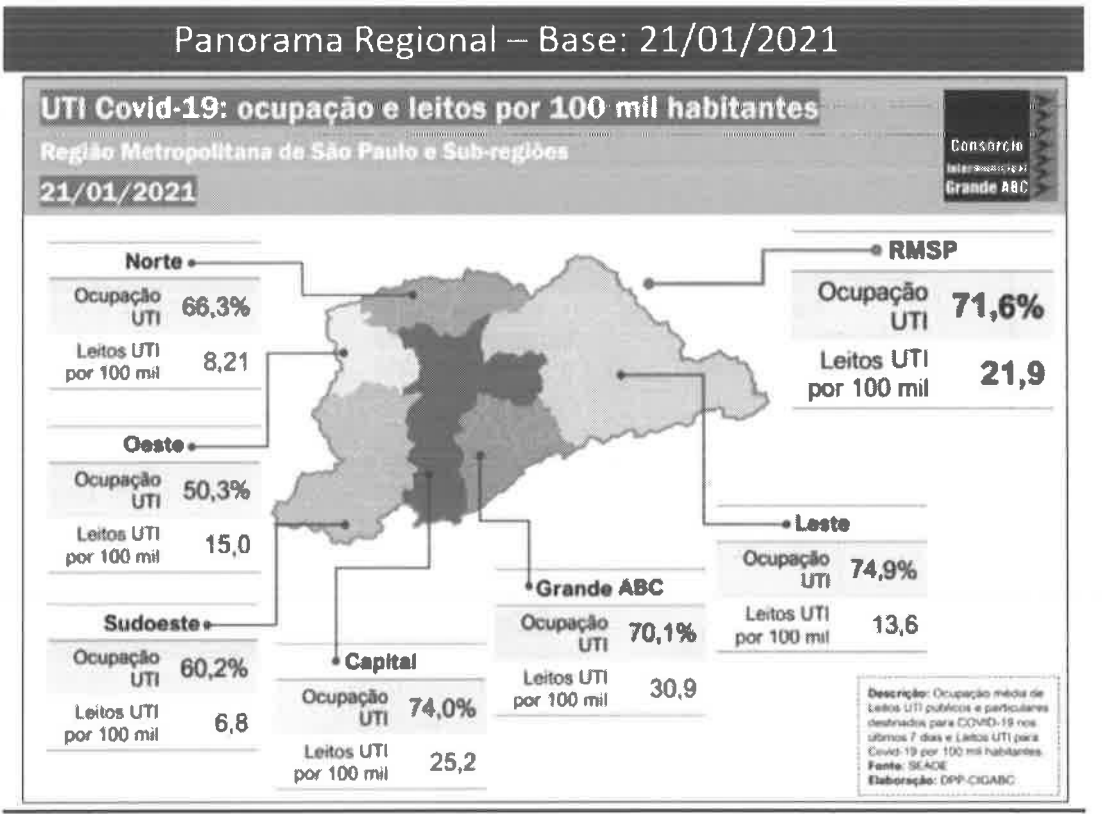 Panorama Regional – Base: 21/01/2021
UTI Covid-19: ocupação e leitos por 100 mil habitantes
Região Metropolitana de São Paulo e Sub-regiões
21/01/2021
Consórcio
Intermunicipal
Grande ABC
Norte
Ocupação
UTI
66,3%
Leitos UTI
por 100 mil
8,21
Oeste
Ocupação
UTI
50,3%
Leitos UTI
por 100 mil
15,0
Sudoeste
Ocupação
UTI
60,2%
Leitos UTI
por 100 mil
6,8
Capital
Ocupação
UTI
74,0%
Leitos UTI
por 100 mil
25,2
Grande ABC
Ocupação
UTI
70,1%
Leitos UTI
por 100 mil
30,9
Leste
Ocupação
UTI
74,9%
Leitos UTI
por 100 mil
13,6
RMSP
Ocupação
UTI
71,6%
Leitos UTI
por 100 mil
21,9
Descrição: Ocupação média de
Leitos UTI públicos e particulares
destinados para COVID-19 nos
últimos 7 dias e Leitos UTI para
Covid-19 por 100 mil habitantes.
Fonte: SEADE
Elaboração: DPP-CIGABC